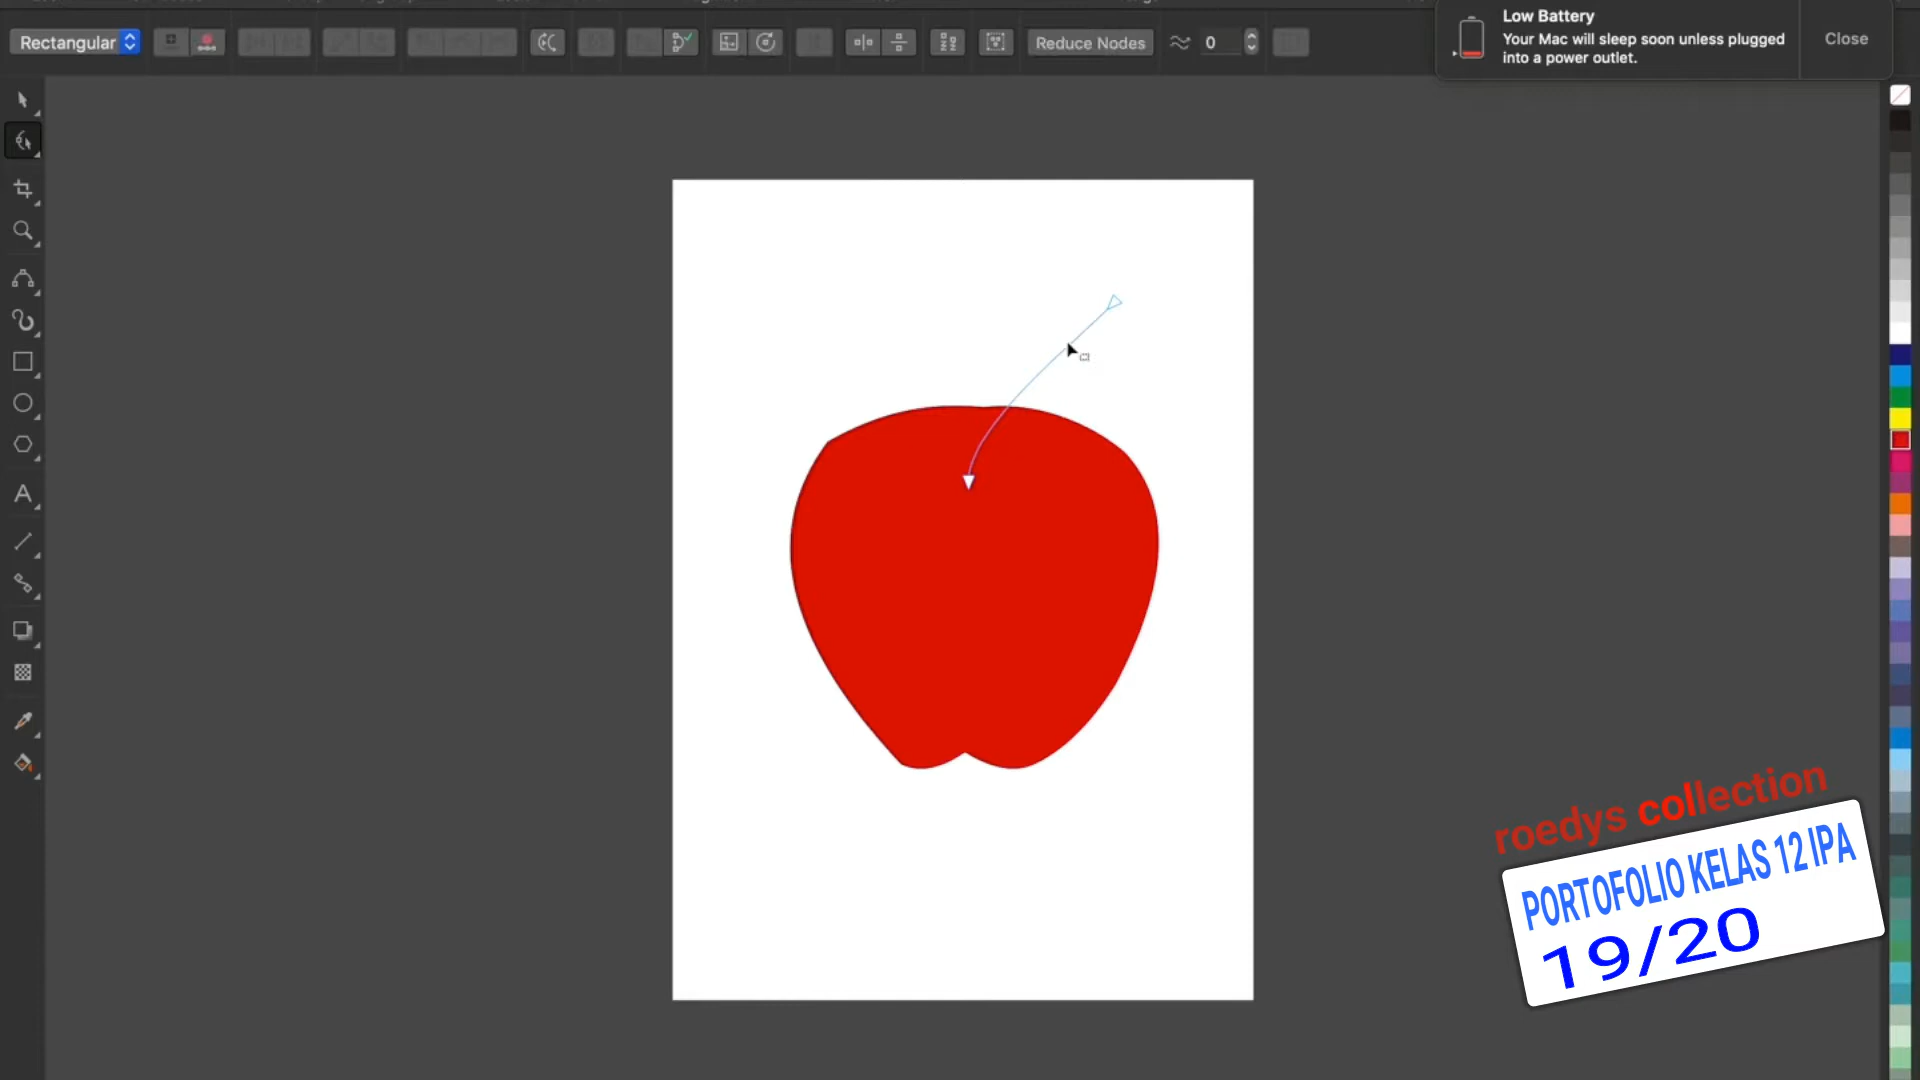 Rectangular
Reduce Nodes
0
Low Battery
Your Mac will sleep soon unless plugged
into a power outlet.
Close
roedys collection
PORTOFOLIO KELAS 12 IPA
19/20